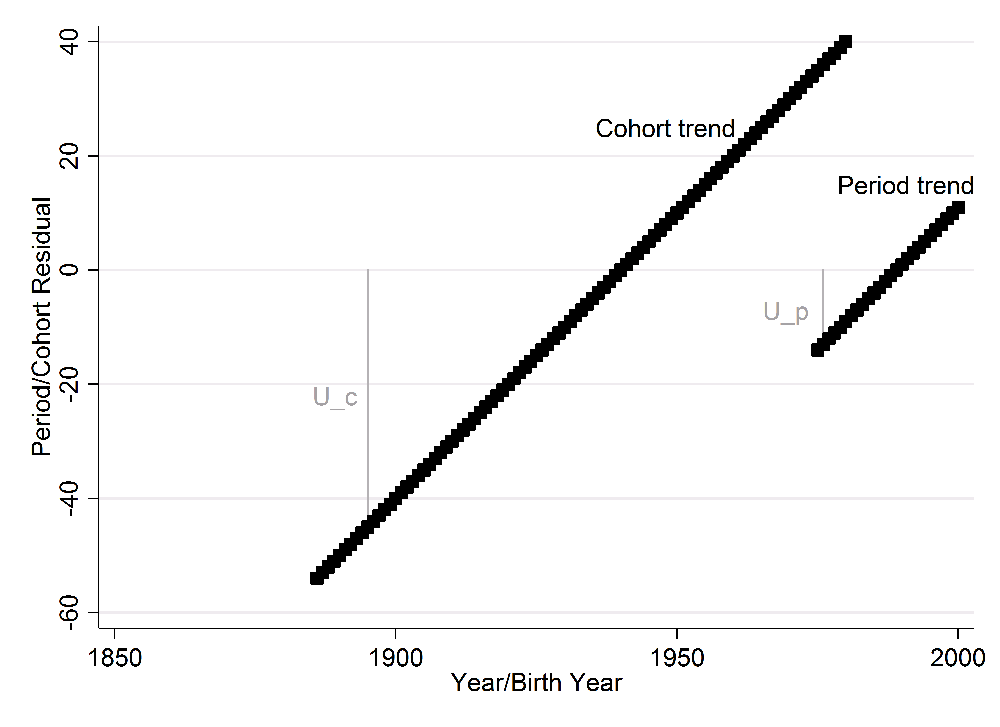 40
20
0
-20
-40
-60
Period/Cohort Residual
Cohort trend
Period trend
U_p
U_c
1850
1900
1950
2000
Year/Birth Year